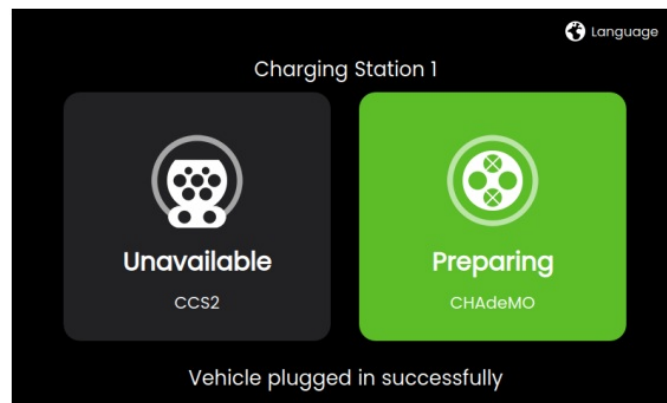 Language
Charging Station 1
Unavailable
CCS2
Preparing
CHAdeMO
Vehicle plugged in successfully